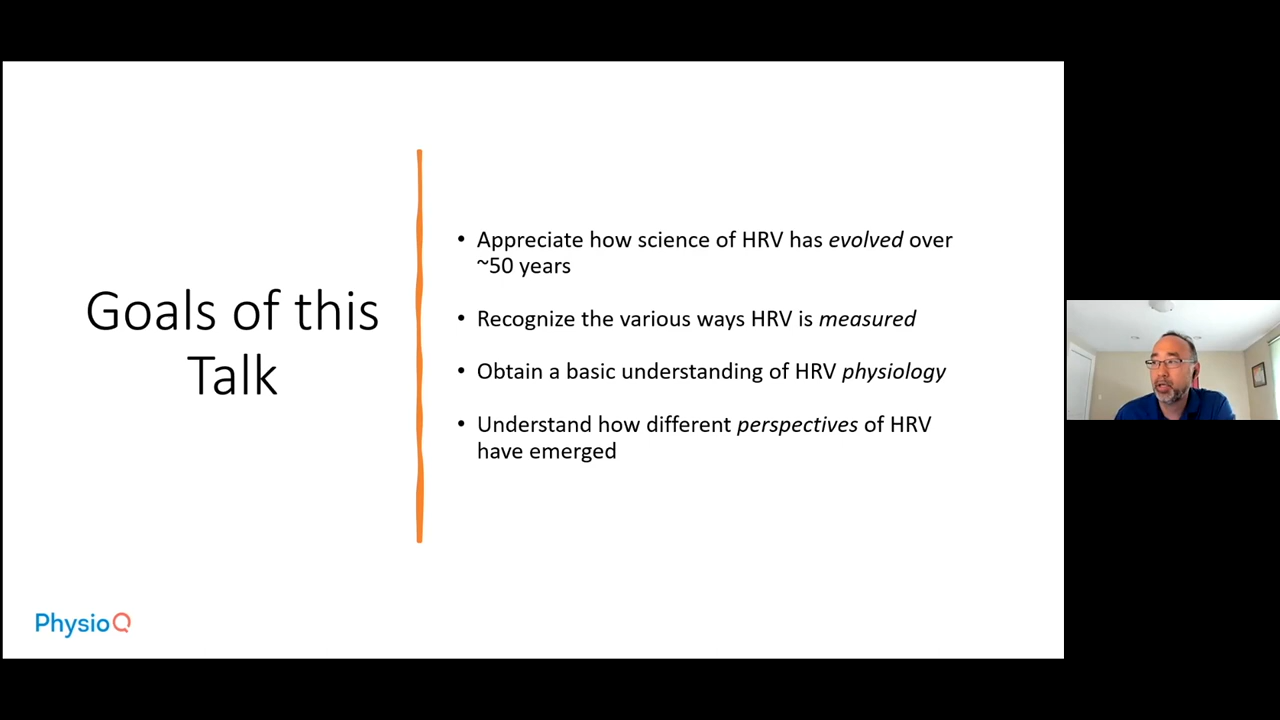 Goals of this
Talk
• Appreciate how science of HRV has evolved over
~50 years
• Recognize the various ways HRV is measured
• Obtain a basic understanding of HRV physiology
• Understand how different perspectives of HRV
have emerged
PhysioQ